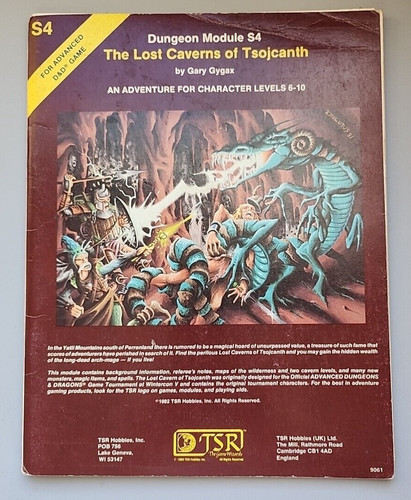 S4
FOR ADVANCED
D&D® GAME
Dungeon Module S4
The Lost Caverns of Tsojcanth
by Gary Gygax
AN ADVENTURE FOR CHARACTER LEVELS 6-10
In the Yatil Mountains south of Perrenland there is rumored to be a magical hoard of unsurpassed value, a treasure of such fame that
scores of adventurers have perished in search of it. Find the perilous Lost Caverns of Tsojcanth and you may gain the hidden wealth
of the long-dead arch-mage — if you live!
This module contains background information, referee's notes, maps of the wilderness and two cavern levels, and many new
monsters, magic items, and spells. The Lost Caverns of Tsojcanth was originally designed for the Official ADVANCED DUNGEONS
& DRAGONS® Game Tournament at Wintercon V and contains the original tournament characters. For the best in adventure
gaming products, look for the TSR logo on games, modules, and playing aids.
©1982 TSR Hobbies, Inc. All Rights Reserved.
TSR Hobbies, Inc.
POB 756
Lake Geneva,
WI 53147
TSR
The Game Wizards
TSR Hobbies (UK) Ltd.
The Mill, Rathmore Road
Cambridge CB1 4AD
England
9061